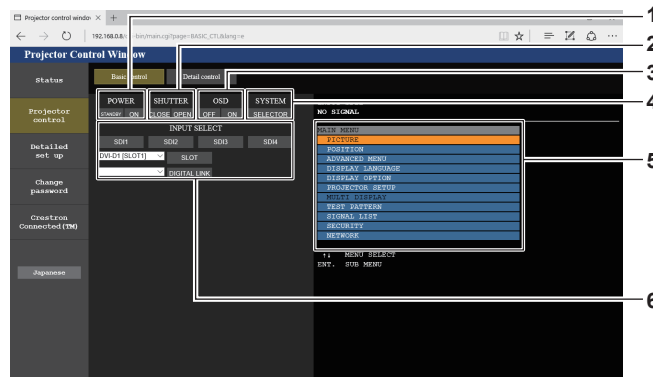 Projector control window
192.168.0.8/cgi-bin/main.cgi?page=BASIC_CTL&lang=e
Projector Control Window
Status
Projector
control
Detailed
set up
Change
password
Crestron
Connected(TM)
Japanese
Basic control
Detail control
POWER
STANDBY
ON
SHUTTER
CLOSE
OPEN
OSD
OFF
ON
SYSTEM
SELECTOR
INPUT SELECT
SDI1
SDI2
SDI3
SDI4
DVI-D1 [SLOT1]
SLOT
DIGITAL LINK
NO SIGNAL
MAIN MENU
PICTURE
POSITION
ADVANCED MENU
DISPLAY LANGUAGE
DISPLAY OPTION
PROJECTOR SETUP
MULTI DISPLAY
TEST PATTERN
SIGNAL LIST
SECURITY
NETWORK
↑↓ MENU SELECT
ENT. SUB MENU
1
2
3
4
5
6